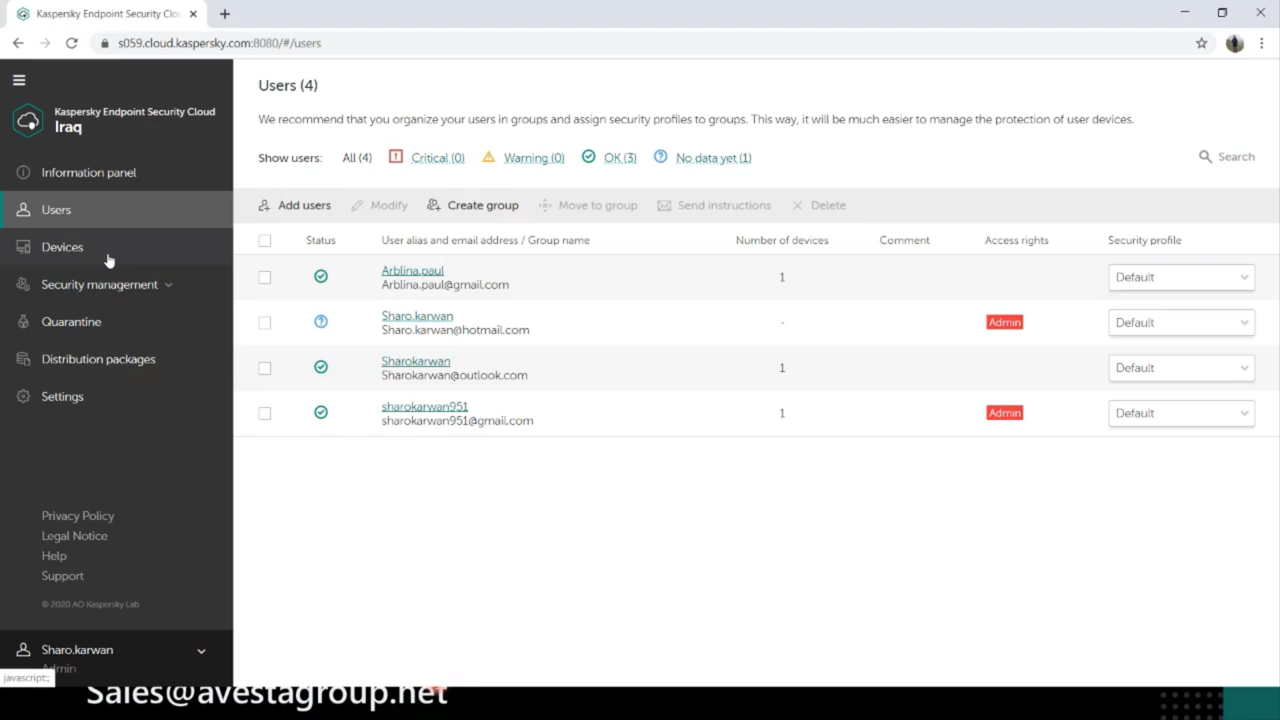 Kaspersky Endpoint Security Clo
s059.cloud.kaspersky.com:8080/#/users
Kaspersky Endpoint Security Cloud
Iraq
Information panel
Users
Devices
Security management
Quarantine
Distribution packages
Settings
Privacy Policy
Legal Notice
Help
Support
© 2020 AO Kaspersky Lab
Sharo.karwan
Admin
javascript:;
Users (4)
We recommend that you organize your users in groups and assign security profiles to groups. This way, it will be much easier to manage the protection of user devices.
Show users: All (4) Critical (0) Warning (0) OK (3) No data yet (1) Search
Add users Modify Create group Move to group Send instructions Delete
Status User alias and email address / Group name Number of devices Comment Access rights Security profile
Arblina.paul
Arblina.paul@gmail.com 1 Default
Sharo.karwan
Sharo.karwan@hotmail.com - Admin Default
Sharokarwan
Sharokarwan@outlook.com 1 Default
sharokarwan951
sharokarwan951@gmail.com 1 Admin Default
Sales@avestagroup.net